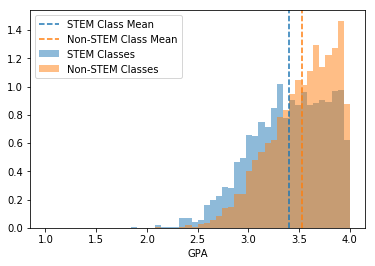 STEM Class Mean
Non-STEM Class Mean
STEM Classes
Non-STEM Classes
1.4
1.2
1.0
0.8
0.6
0.4
0.2
0.0
1.0 1.5 2.0 2.5 3.0 3.5 4.0
GPA